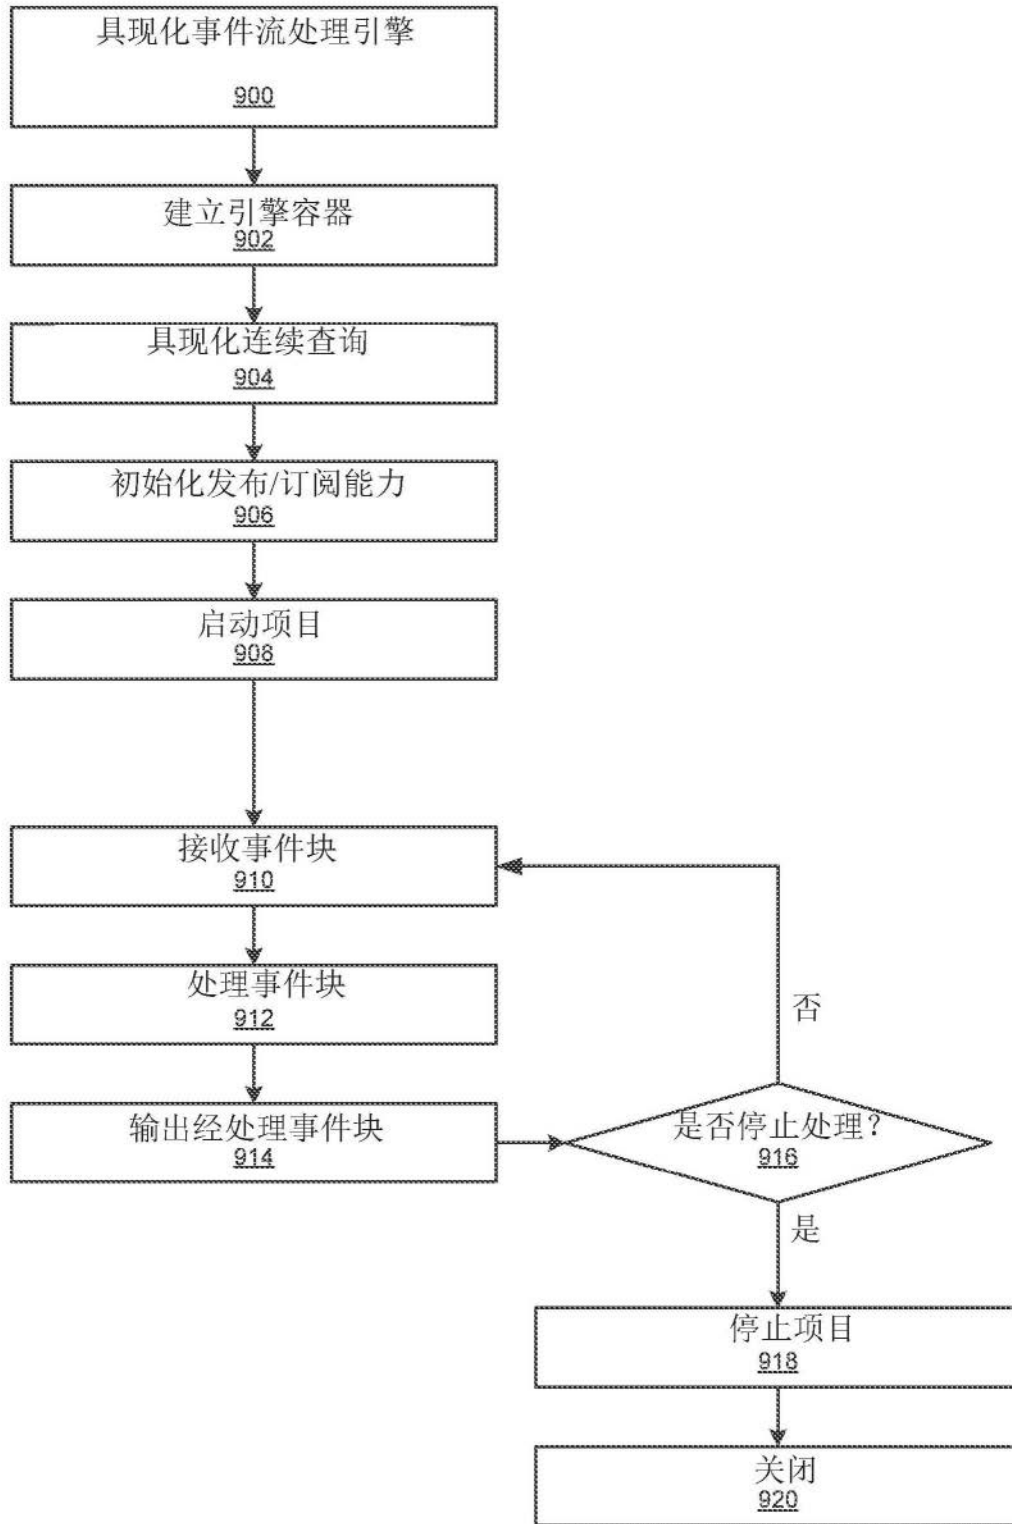 具现化事件流处理引擎
900
建立引擎容器
902
具现化连续查询
904
初始化发布/订阅能力
906
启动项目
908
接收事件块
910
处理事件块
912
输出经处理事件块
914
是否停止处理?
916
否
是
停止项目
918
关闭
920